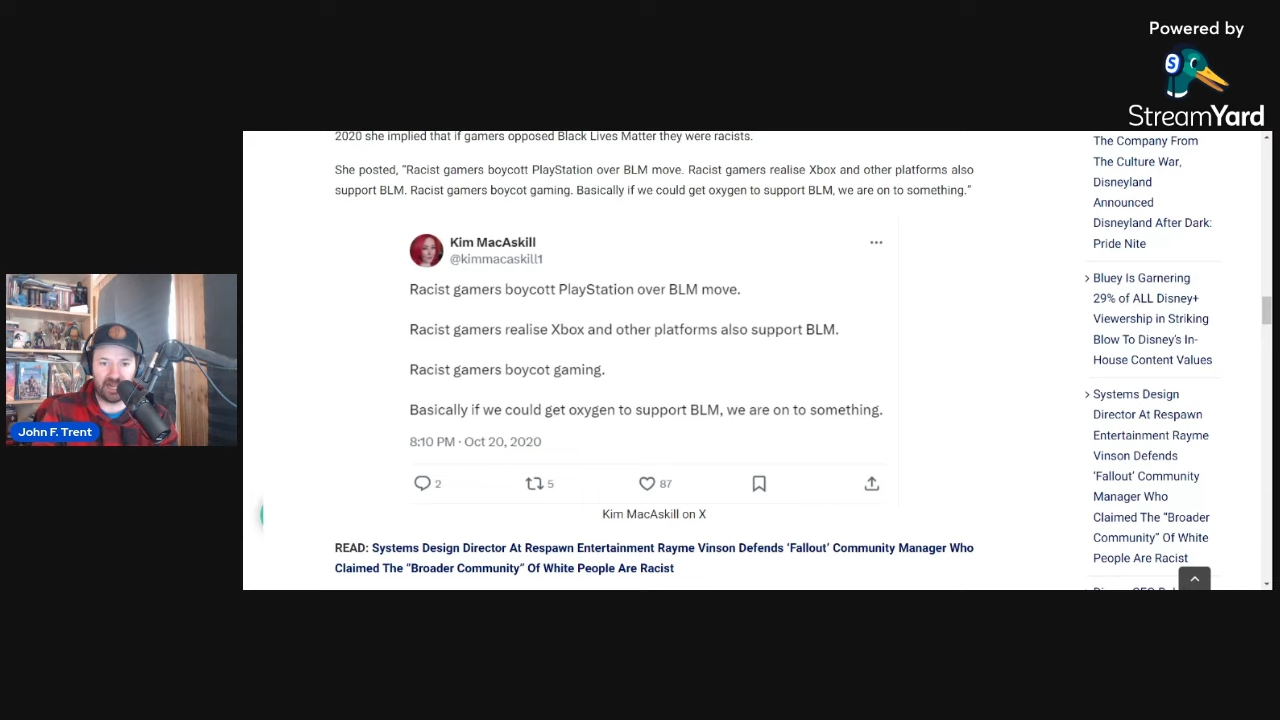 Powered by
S
StreamYard
2020 she implied that if gamers opposed Black Lives Matter they were racists.
She posted, “Racist gamers boycott PlayStation over BLM move. Racist gamers realise Xbox and other platforms also
support BLM. Racist gamers boycot gaming. Basically if we could get oxygen to support BLM, we are on to something.”
Kim MacAskill
@kimmacaskill1
Racist gamers boycott PlayStation over BLM move.
Racist gamers realise Xbox and other platforms also support BLM.
Racist gamers boycot gaming.
Basically if we could get oxygen to support BLM, we are on to something.
8:10 PM · Oct 20, 2020
2
5
87
Kim MacAskill on X
READ: Systems Design Director At Respawn Entertainment Rayme Vinson Defends ‘Fallout’ Community Manager Who
Claimed The “Broader Community” Of White People Are Racist
The Company From
The Culture War,
Disneyland
Announced
Disneyland After Dark:
Pride Nite
Bluey Is Garnering
29% of ALL Disney+
Viewership in Striking
Blow To Disney’s In-
House Content Values
Systems Design
Director At Respawn
Entertainment Rayme
Vinson Defends
‘Fallout’ Community
Manager Who
Claimed The “Broader
Community” Of White
People Are Racist
John F. Trent